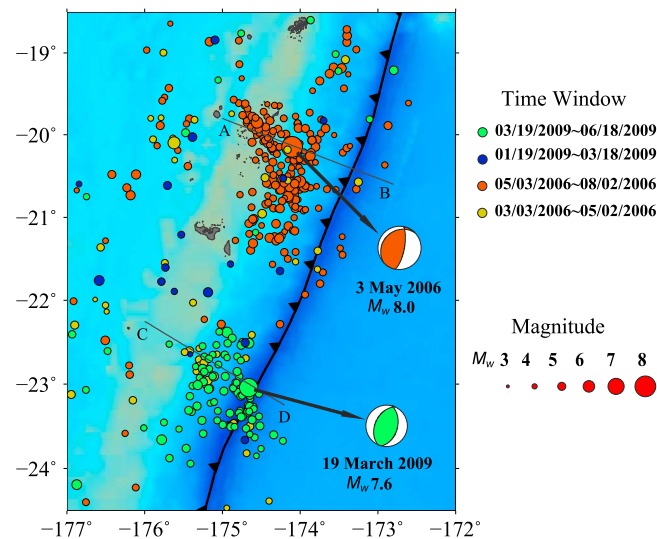 −19°
−20°
−21°
−22°
−23°
−24°
−177°
−176°
−175°
−174°
−173°
−172°
A
B
C
D
3 May 2006
Mw 8.0
19 March 2009
Mw 7.6
Time Window
03/19/2009~06/18/2009
01/19/2009~03/18/2009
05/03/2006~08/02/2006
03/03/2006~05/02/2006
Magnitude
Mw 3 4 5 6 7 8